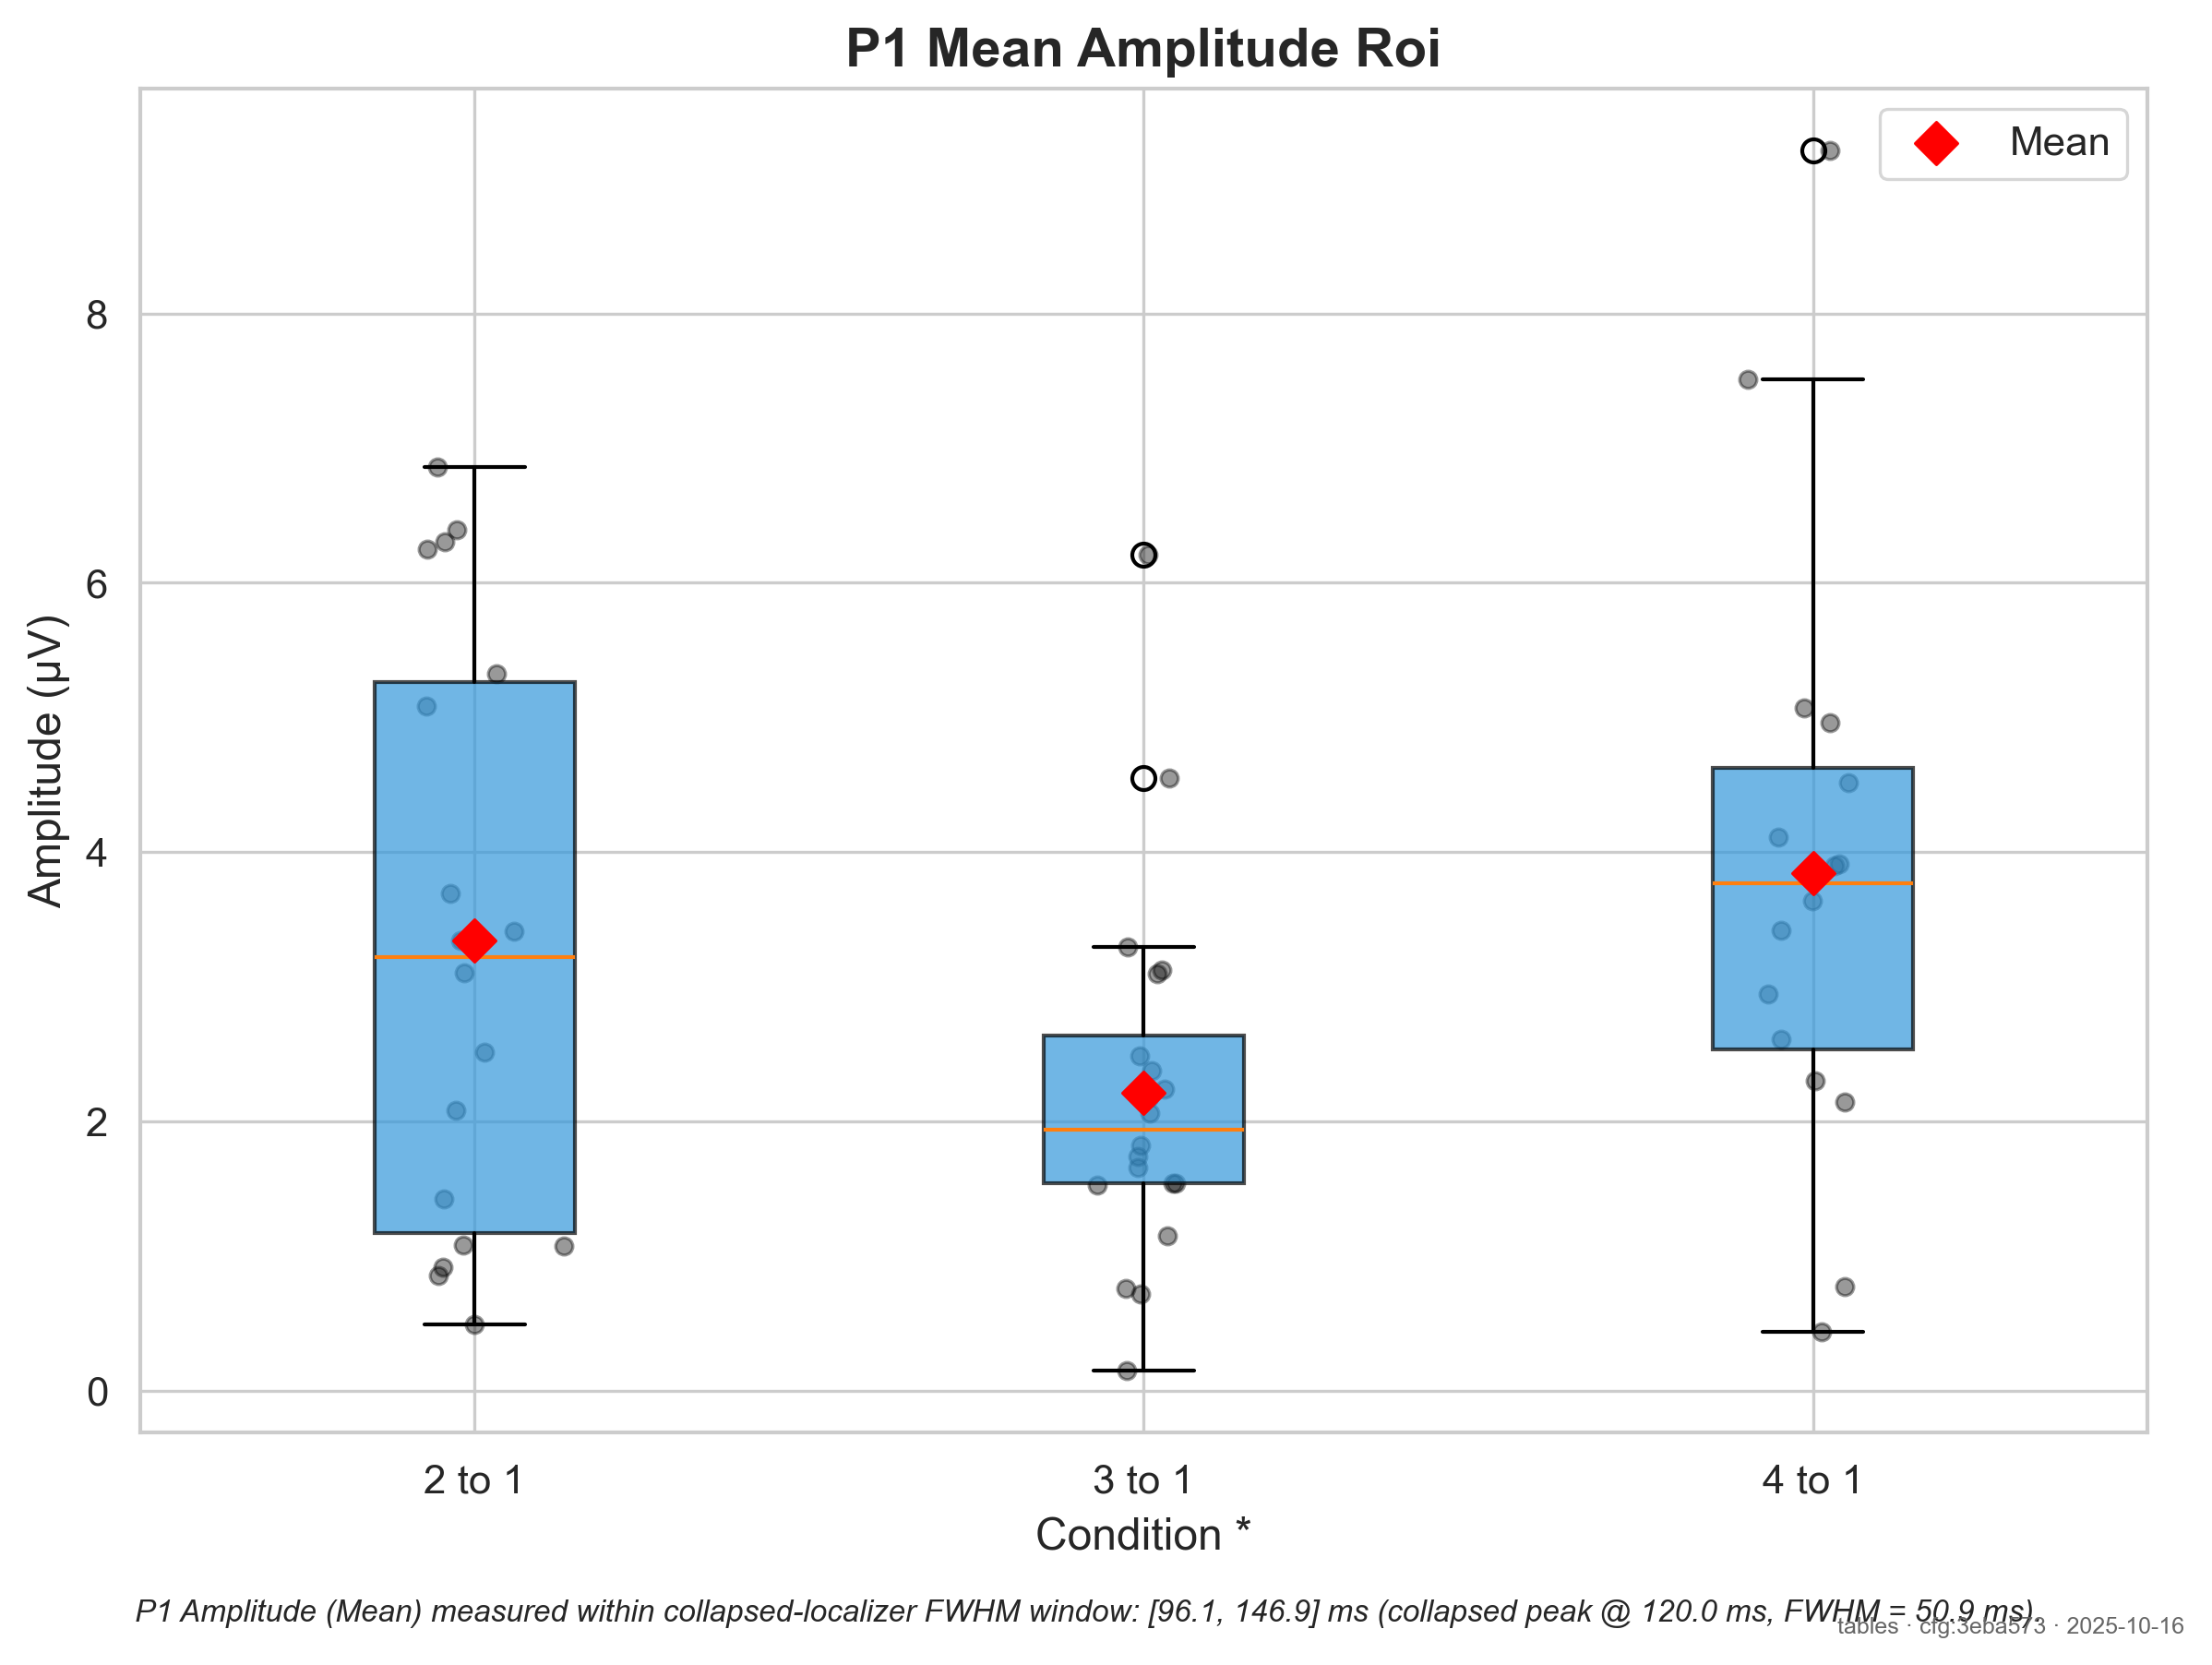 P1 Mean Amplitude Roi
Mean
Amplitude (µV)
8
6
4
2
0
2 to 1
3 to 1
4 to 1
Condition *
P1 Amplitude (Mean) measured within collapsed-localizer FWHM window: [96.1, 146.9] ms (collapsed peak @ 120.0 ms, FWHM = 50.9 ms).
tables · cfg:3eba573 · 2025-10-16